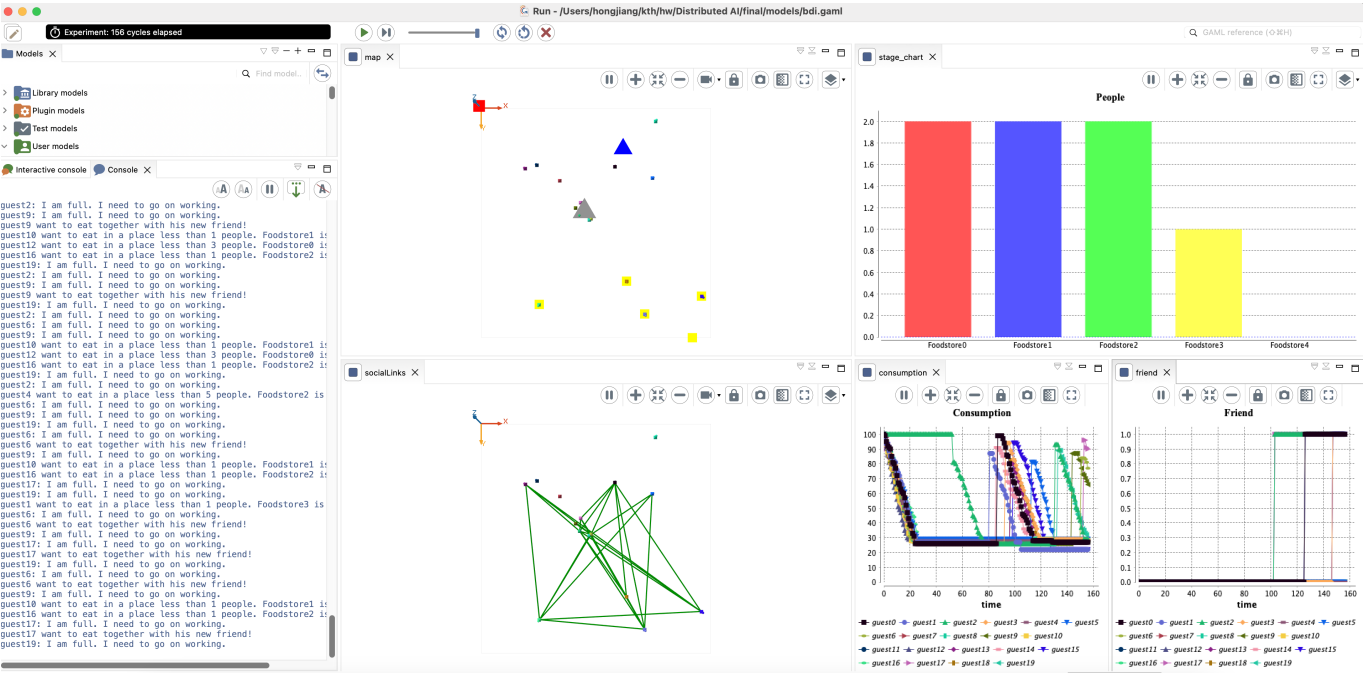 Run - /Users/hongjiang/kth/hw/Distributed AI/final/models/bdi.gaml
Experiment: 156 cycles elapsed
GAML reference (⇧⌘H)
Models
Find model..
Library models
Plugin models
Test models
User models
Interactive console
Console
guest2: I am full. I need to go on working.
guest9: I am full. I need to go on working.
guest9 want to eat together with his new friend!
guest10 want to eat in a place less than 1 people. Foodstore1 is
guest12 want to eat in a place less than 3 people. Foodstore0 is
guest16 want to eat in a place less than 1 people. Foodstore2 is
guest19: I am full. I need to go on working.
guest2: I am full. I need to go on working.
guest9: I am full. I need to go on working.
guest9 want to eat together with his new friend!
guest19: I am full. I need to go on working.
guest2: I am full. I need to go on working.
guest6: I am full. I need to go on working.
guest9: I am full. I need to go on working.
guest10 want to eat in a place less than 1 people. Foodstore1 is
guest12 want to eat in a place less than 3 people. Foodstore0 is
guest16 want to eat in a place less than 1 people. Foodstore2 is
guest19: I am full. I need to go on working.
guest2: I am full. I need to go on working.
guest4 want to eat in a place less than 5 people. Foodstore2 is
guest6: I am full. I need to go on working.
guest9: I am full. I need to go on working.
guest19: I am full. I need to go on working.
guest6: I am full. I need to go on working.
guest6 want to eat together with his new friend!
guest9: I am full. I need to go on working.
guest10 want to eat in a place less than 1 people. Foodstore1 is
guest16 want to eat in a place less than 1 people. Foodstore2 is
guest17: I am full. I need to go on working.
guest19: I am full. I need to go on working.
guest1 want to eat in a place less than 1 people. Foodstore3 is
guest6: I am full. I need to go on working.
guest6 want to eat together with his new friend!
guest9: I am full. I need to go on working.
guest17: I am full. I need to go on working.
guest17 want to eat together with his new friend!
guest19: I am full. I need to go on working.
guest6: I am full. I need to go on working.
guest6 want to eat together with his new friend!
guest9: I am full. I need to go on working.
guest10 want to eat in a place less than 1 people. Foodstore1 is
guest16 want to eat in a place less than 1 people. Foodstore2 is
guest17: I am full. I need to go on working.
guest17 want to eat together with his new friend!
guest19: I am full. I need to go on working.
map
Z
X
Y
stage_chart
People
2.0
1.8
1.6
1.4
1.2
1.0
0.8
0.6
0.4
0.2
0.0
Foodstore0 Foodstore1 Foodstore2 Foodstore3 Foodstore4
socialLinks
Z
X
Y
consumption
Consumption
100
90
80
70
60
50
40
30
20
10
0
0 20 40 60 80 100 120 140 160
time
guest0 guest1 guest2 guest3 guest4 guest5
guest6 guest7 guest8 guest9 guest10
guest11 guest12 guest13 guest14 guest15
guest16 guest17 guest18 guest19
friend
Friend
1.0
0.9
0.8
0.7
0.6
0.5
0.4
0.3
0.2
0.1
0.0
0 20 40 60 80 100 120 140 160
time
guest0 guest1 guest2 guest3 guest4 guest5
guest6 guest7 guest8 guest9 guest10
guest11 guest12 guest13 guest14 guest15
guest16 guest17 guest18 guest19